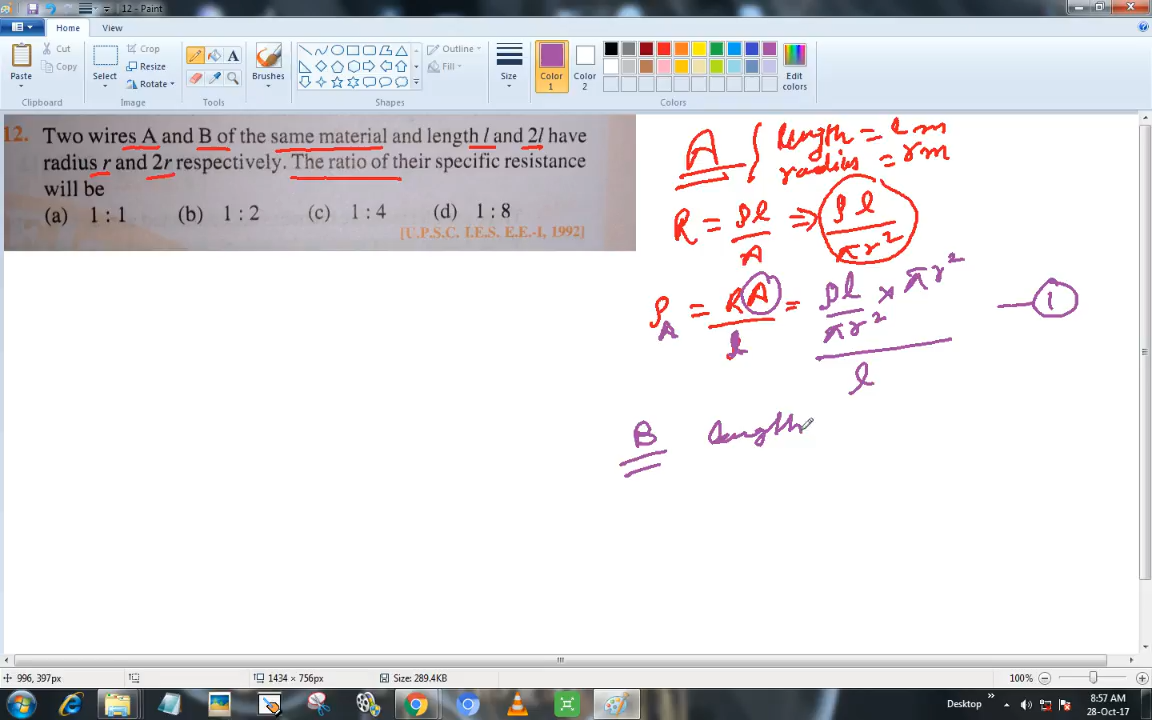 12 - Paint
Home View
Paste
Cut
Copy
Clipboard
Select
Crop
Resize
Rotate
Image
A
Tools
Brushes
Outline
Fill
Shapes
Size
Color 1
Color 2
Edit colors
Colors
12. Two wires A and B of the same material and length l and 2l have
radius r and 2r respectively. The ratio of their specific resistance
will be
(a) 1 : 1 (b) 1 : 2 (c) 1 : 4 (d) 1 : 8
[U.P.S.C. I.E.S. E.E.-I, 1992]
A length = l m
radius = r m
R = ρl/A ⇒ ρl/πr²
ρA = RA/l = ρl/πr² × πr² / l — 1
B length
996, 397px
1434 × 756px
Size: 289.4KB
100%
Desktop
8:57 AM
28-Oct-17